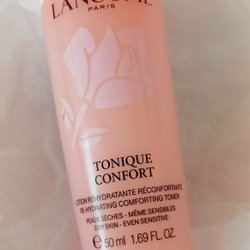 LANCÔME
PARIS
TONIQUE
CONFORT
LOTION RÉHYDRATANTE RÉCONFORTANTE
RE-HYDRATING COMFORTING TONER
PEAUX SÈCHES - MÊME SENSIBLES
DRY SKIN - EVEN SENSITIVE
℮ 50 ml 1.69 FL.OZ